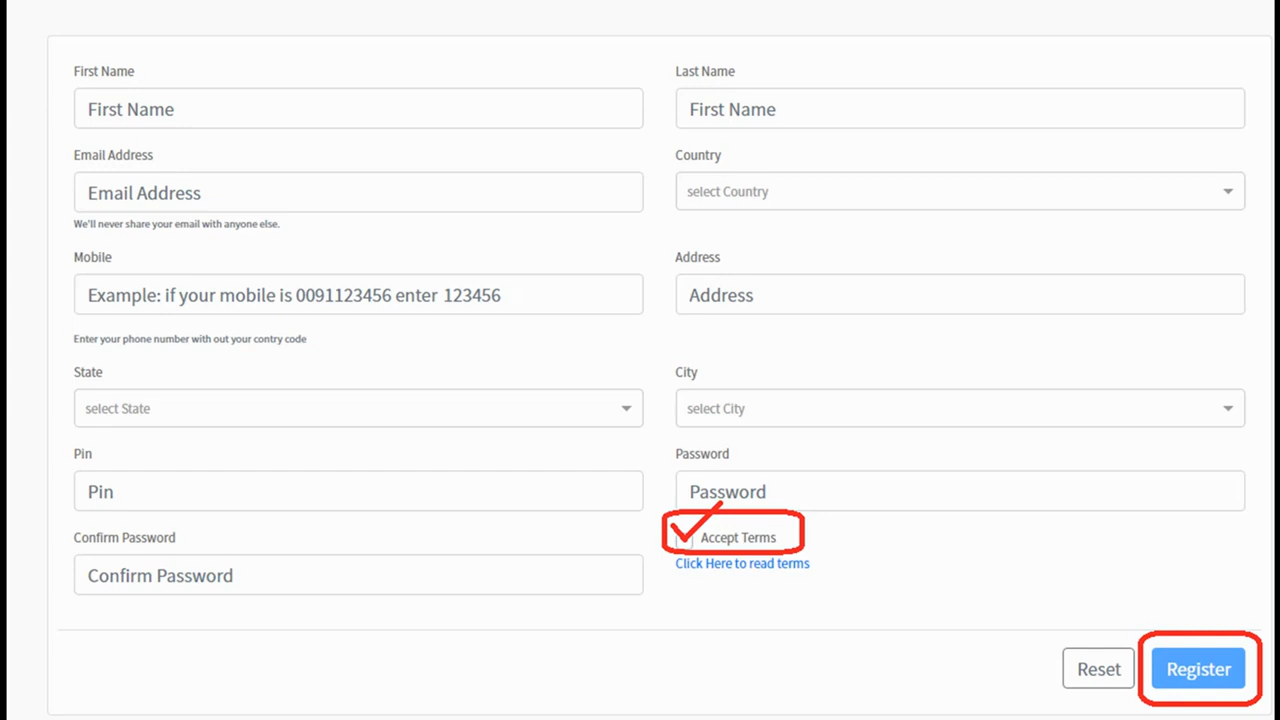 First Name
Last Name
First Name
First Name
Email Address
Country
Email Address
select Country
We'll never share your email with anyone else.
Mobile
Address
Example: if your mobile is 0091123456 enter 123456
Address
Enter your phone number with out your contry code
State
City
select State
select City
Pin
Password
Pin
Password
Confirm Password
Accept Terms
Confirm Password
Click Here to read terms
Reset
Register